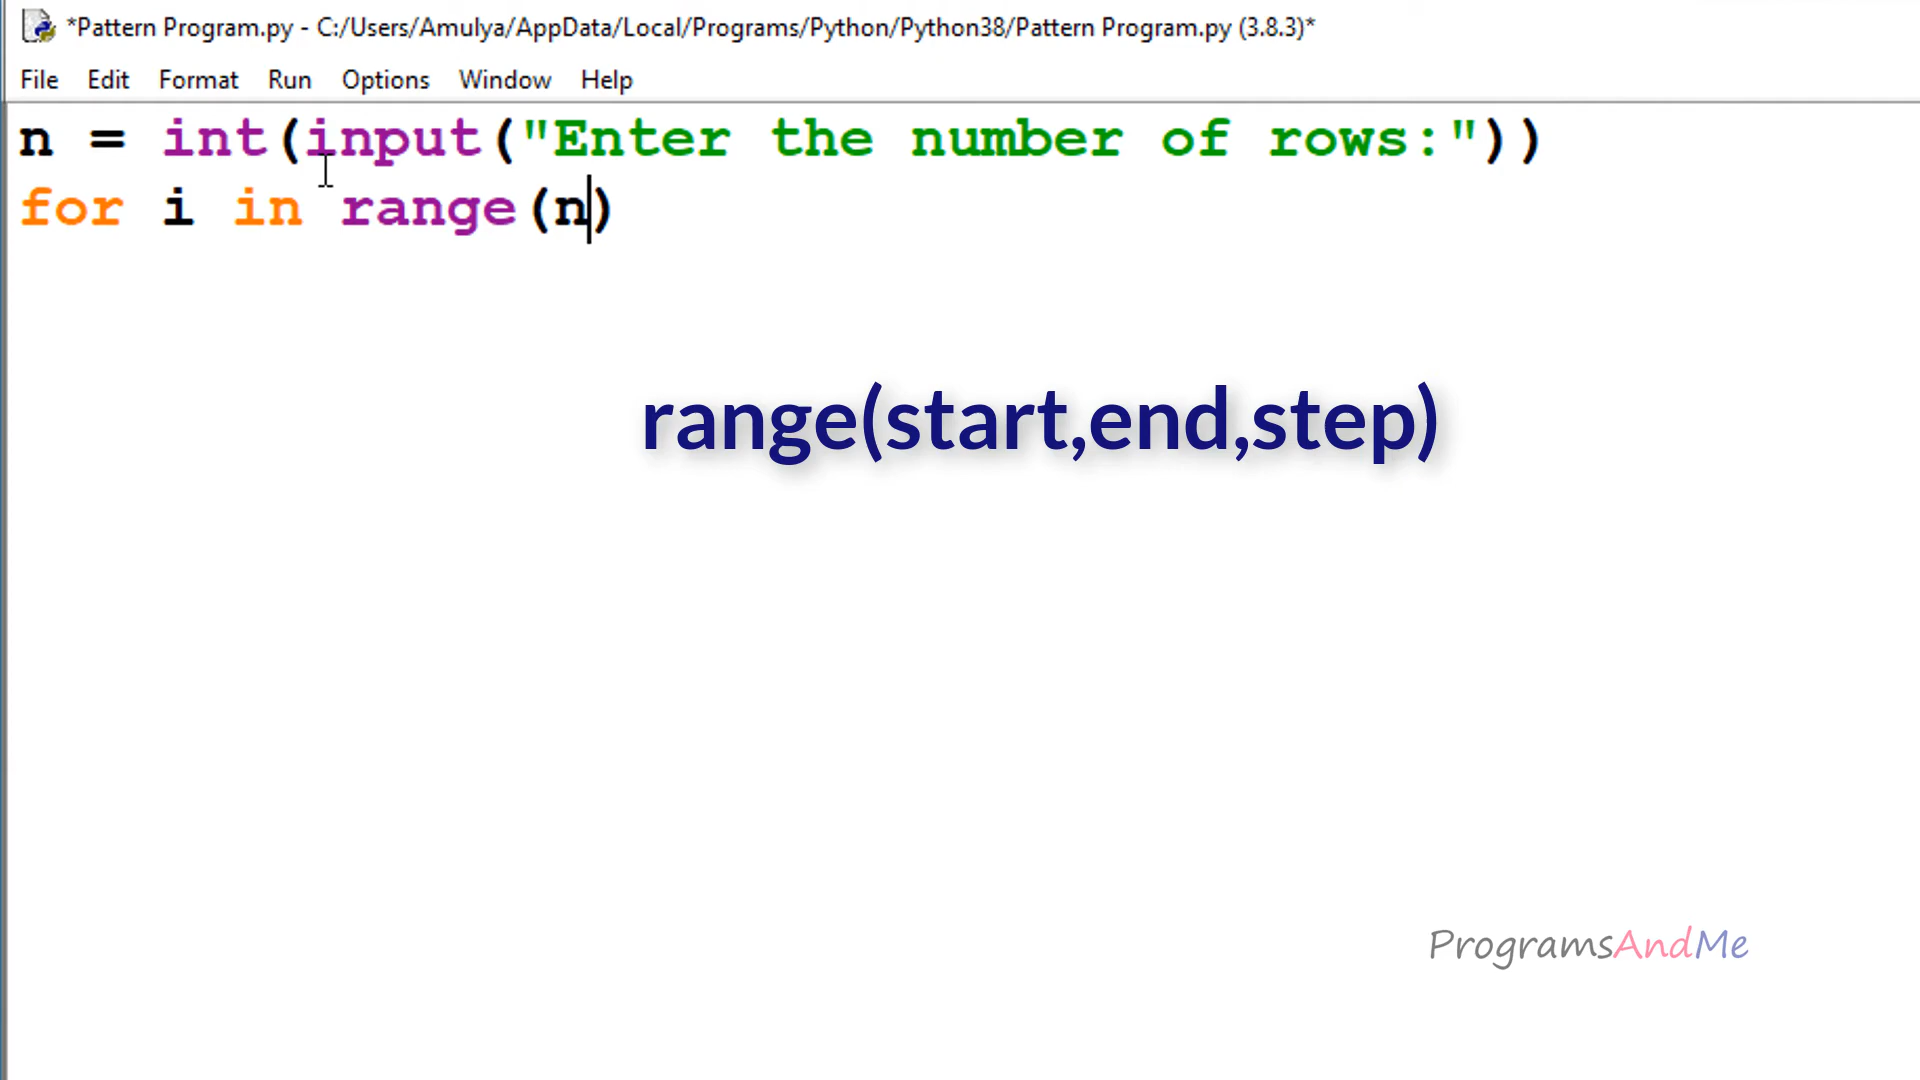 *Pattern Program.py - C:/Users/Amulya/AppData/Local/Programs/Python/Python38/Pattern Program.py (3.8.3)*
File Edit Format Run Options Window Help
n = int(input("Enter the number of rows:"))
for i in range(n)
range(start,end,step)
ProgramsAndMe